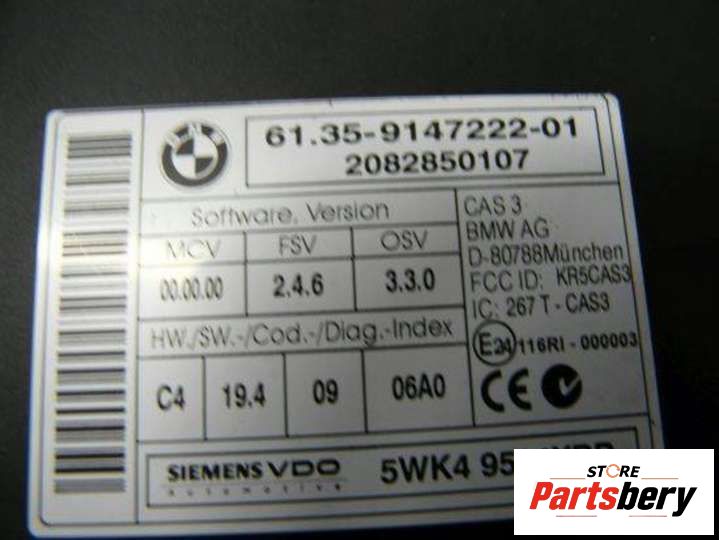 BMW
61.35-9147222-01
2082850107
Software, Version
MCV FSV OSV
00.00.00 2.4.6 3.3.0
HW./SW.-/Cod.-/Diag.-Index
C4 19.4 09 06A0
CAS 3
BMW AG
D-80788München
FCC ID: KR5CAS3
IC: 267 T - CAS3
E24 116RI - 000003
CE
SIEMENS VDO
Automotive
5WK4
STORE
Partsbery